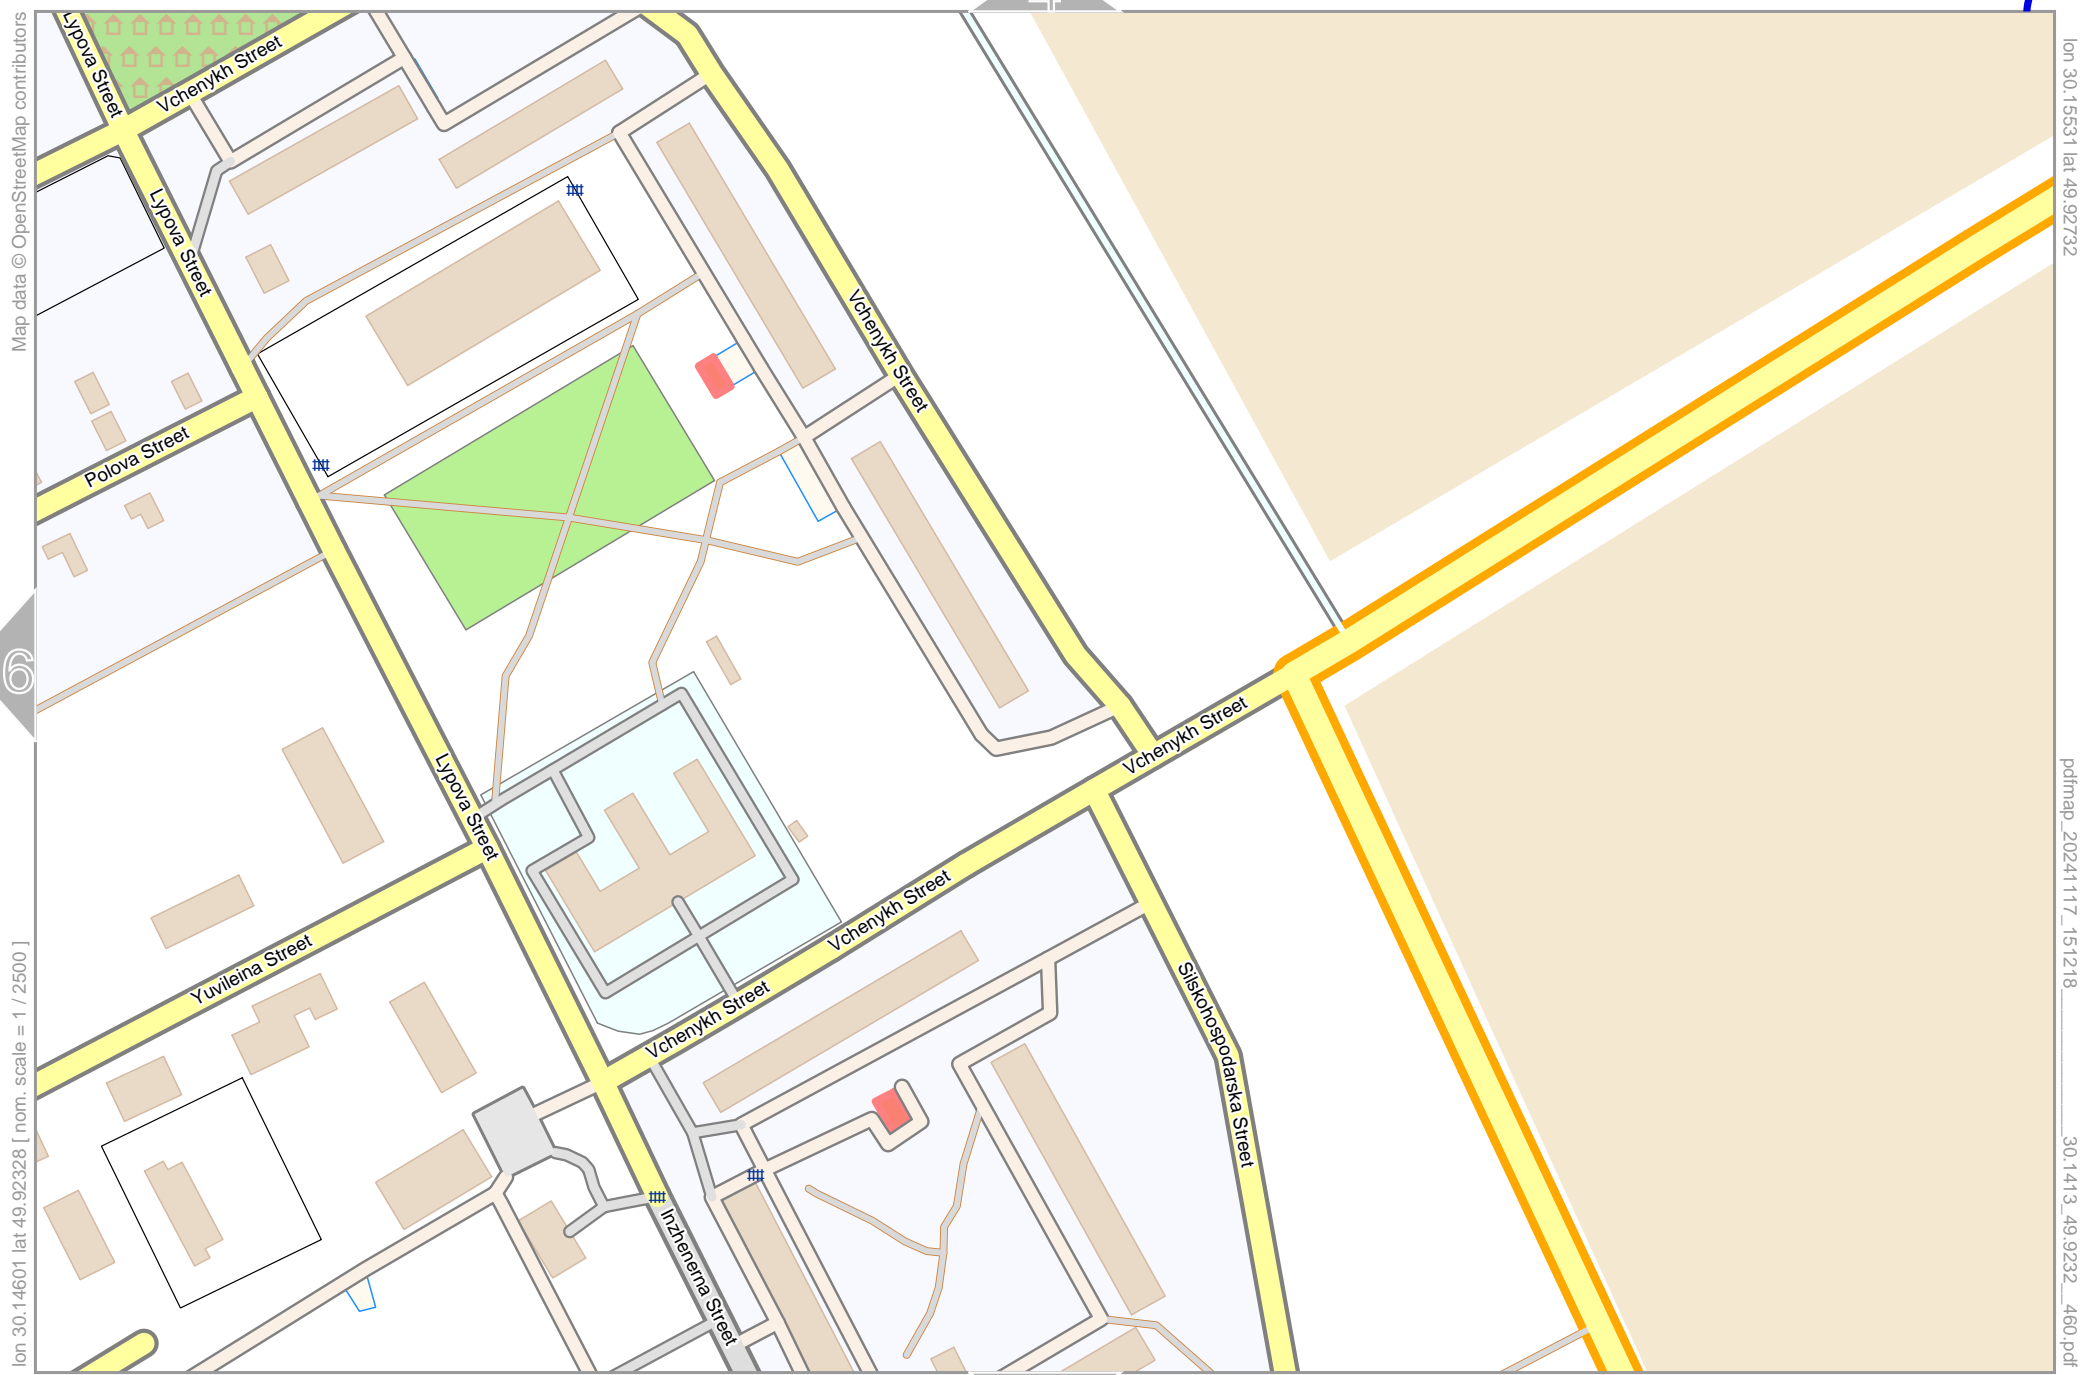 Map data © OpenStreetMap contributors
lon 30.15531 lat 49.92732
Lypova Street
Vchenykh Street
Lypova Street
Vchenykh Street
Polova Street
6
Vchenykh Street
Lypova Street
Vchenykh Street
Yuvileina Street
Vchenykh Street
Silskohospodarska Street
Inzhenerna Street
lon 30.14601 lat 49.92328 [ nom. scale = 1 / 2500 ]
pdfmap_20241117_151218_______________30.1413_49.9232__460.pdf